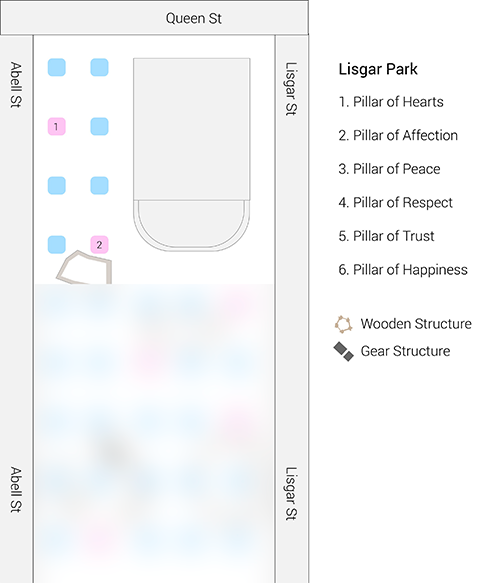 Queen St
Abell St
Lisgar St
Lisgar Park
1. Pillar of Hearts
1
2. Pillar of Affection
3. Pillar of Peace
4. Pillar of Respect
5. Pillar of Trust
2
6. Pillar of Happiness
Wooden Structure
Gear Structure
Abell St
Lisgar St